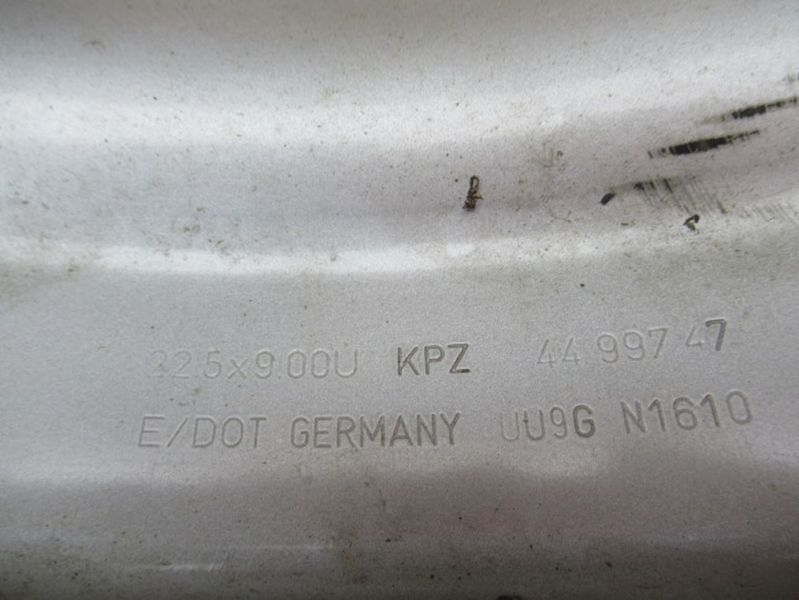 22.5x9.00U KPZ 44 997 47
E/DOT GERMANY UU9G N1610